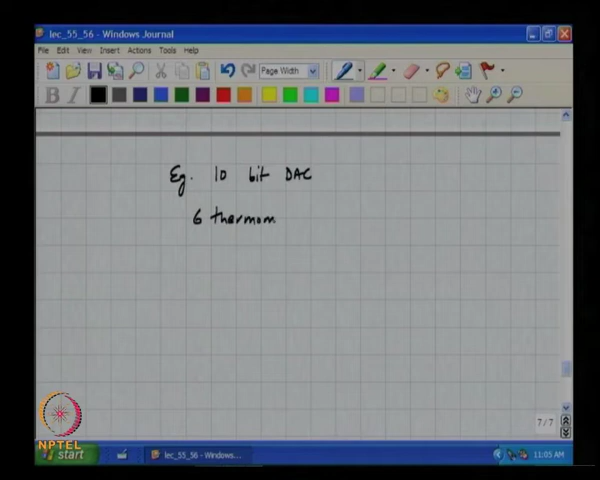 lec_55_56 - Windows Journal
File Edit View Insert Actions Tools Help
Page Width
B I
Eg. 10 bit DAC
6 thermom
7/7
NPTEL
start
lec_55_56 - Windows...
11:05 AM